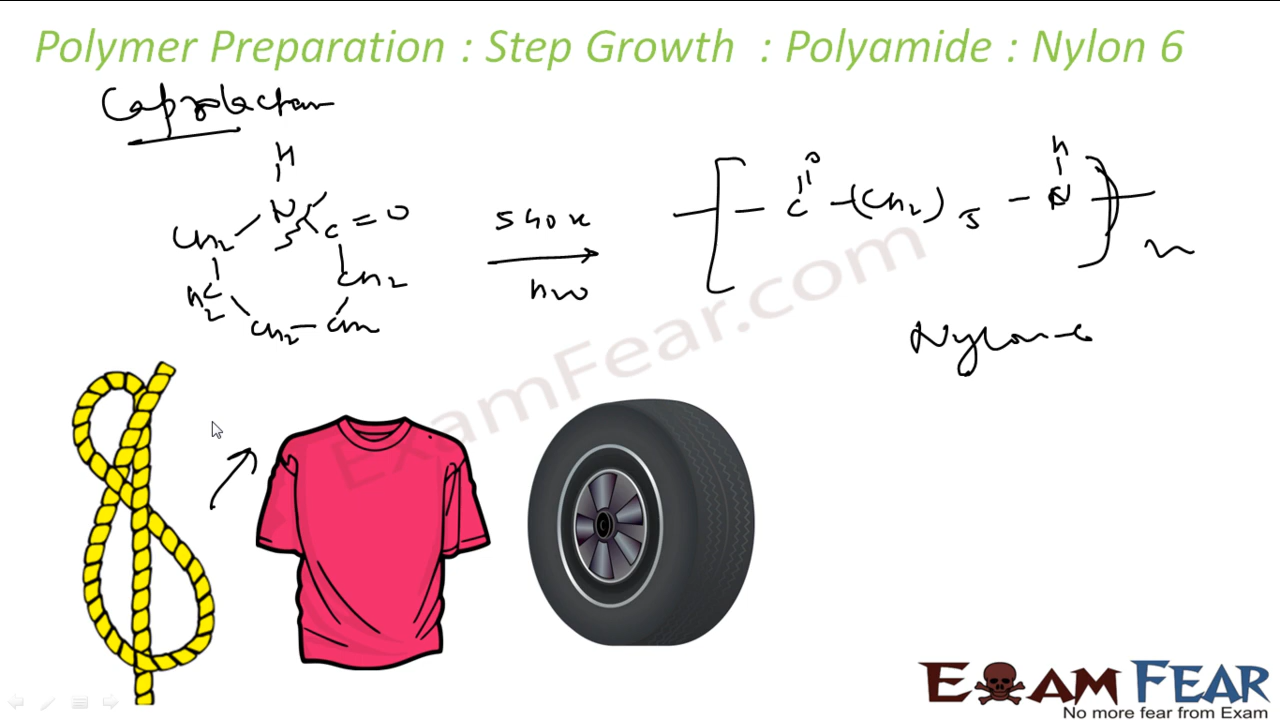 Polymer Preparation : Step Growth : Polyamide : Nylon 6
Caprolactam
H
N
CH2
C = O
H2C
CH2
CH2 — CH
540 K
H2O
[ — C — (CH2) 5 — N — ] n
O
H
Nylon-6
ExamFear.com
EXAM FEAR
No more fear from Exam